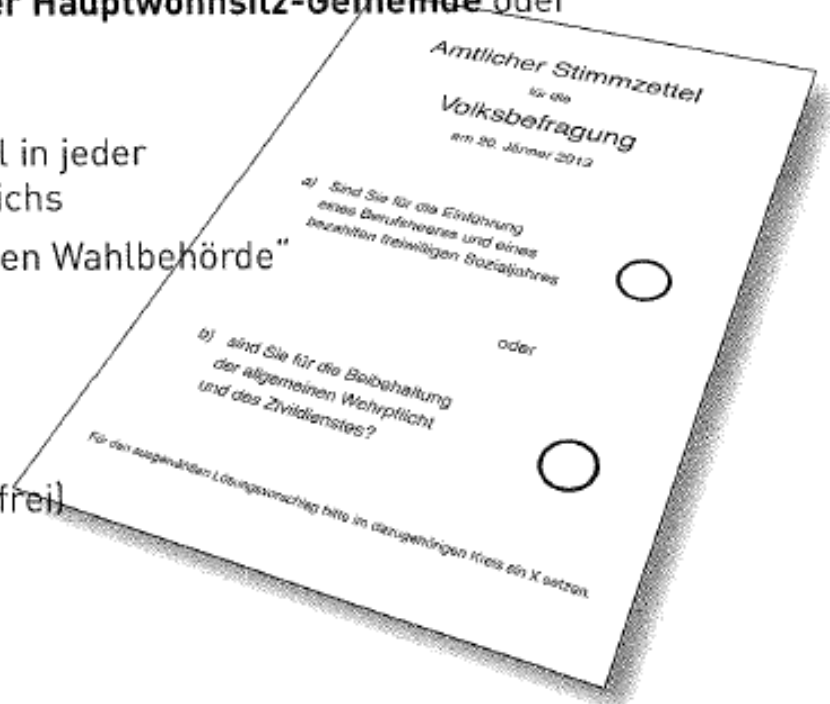 er Hauptwohnsitz-Gemeinde oder
l in jeder
ichs
en Wahlbehörde“
frei)
Amtlicher Stimmzettel
für die
Volksbefragung
am 20. Jänner 2013
a) Sind Sie für die Einführung
eines Berufsheeres und eines
bezahlten freiwilligen Sozialjahres
oder
b) sind Sie für die Beibehaltung
der allgemeinen Wehrpflicht
und des Zivildienstes?
Für den ausgewählten Lösungsvorschlag bitte im dazugehörigen Kreis ein X setzen.